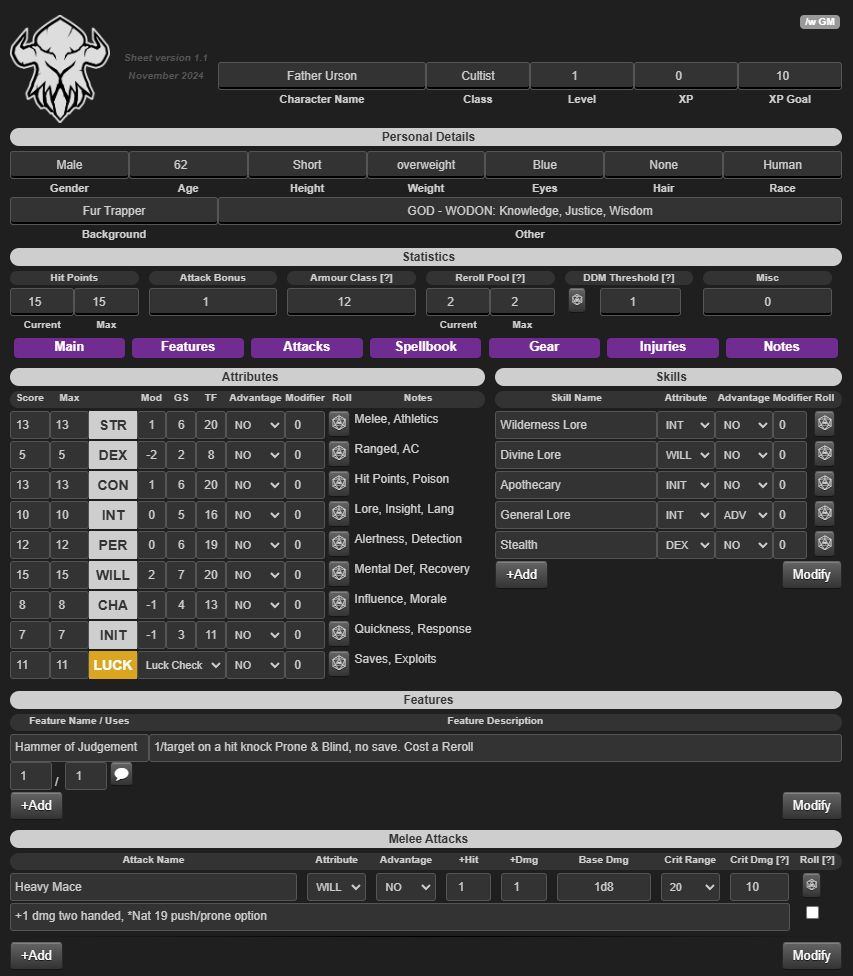 /w GM
Sheet version 1.1
November 2024
Father Urson Cultist 1 0 10
Character Name Class Level XP XP Goal
Personal Details
Male 62 Short overweight Blue None Human
Gender Age Height Weight Eyes Hair Race
Fur Trapper GOD - WODON: Knowledge, Justice, Wisdom
Background Other
Statistics
Hit Points Attack Bonus Armour Class [?] Reroll Pool [?] DDM Threshold [?] Misc
15 15 1 12 2 2 1 0
Current Max Current Max
Main Features Attacks Spellbook Gear Injuries Notes
Attributes
Score Max Mod GS TF Advantage Modifier Roll Notes
13 13 STR 1 6 20 NO 0 Melee, Athletics
5 5 DEX -2 2 8 NO 0 Ranged, AC
13 13 CON 1 6 20 NO 0 Hit Points, Poison
10 10 INT 0 5 16 NO 0 Lore, Insight, Lang
12 12 PER 0 6 19 NO 0 Alertness, Detection
15 15 WILL 2 7 20 NO 0 Mental Def, Recovery
8 8 CHA -1 4 13 NO 0 Influence, Morale
7 7 INIT -1 3 11 NO 0 Quickness, Response
11 11 LUCK Luck Check NO 0 Saves, Exploits
Skills
Skill Name Attribute Advantage Modifier Roll
Wilderness Lore INT NO 0
Divine Lore WILL NO 0
Apothecary INIT NO 0
General Lore INT ADV 0
Stealth DEX NO 0
+Add Modify
Features
Feature Name / Uses Feature Description
Hammer of Judgement 1/target on a hit knock Prone & Blind, no save. Cost a Reroll
1 / 1
+Add Modify
Melee Attacks
Attack Name Attribute Advantage +Hit +Dmg Base Dmg Crit Range Crit Dmg [?] Roll [?]
Heavy Mace WILL NO 1 1 1d8 20 10
+1 dmg two handed, *Nat 19 push/prone option
+Add Modify